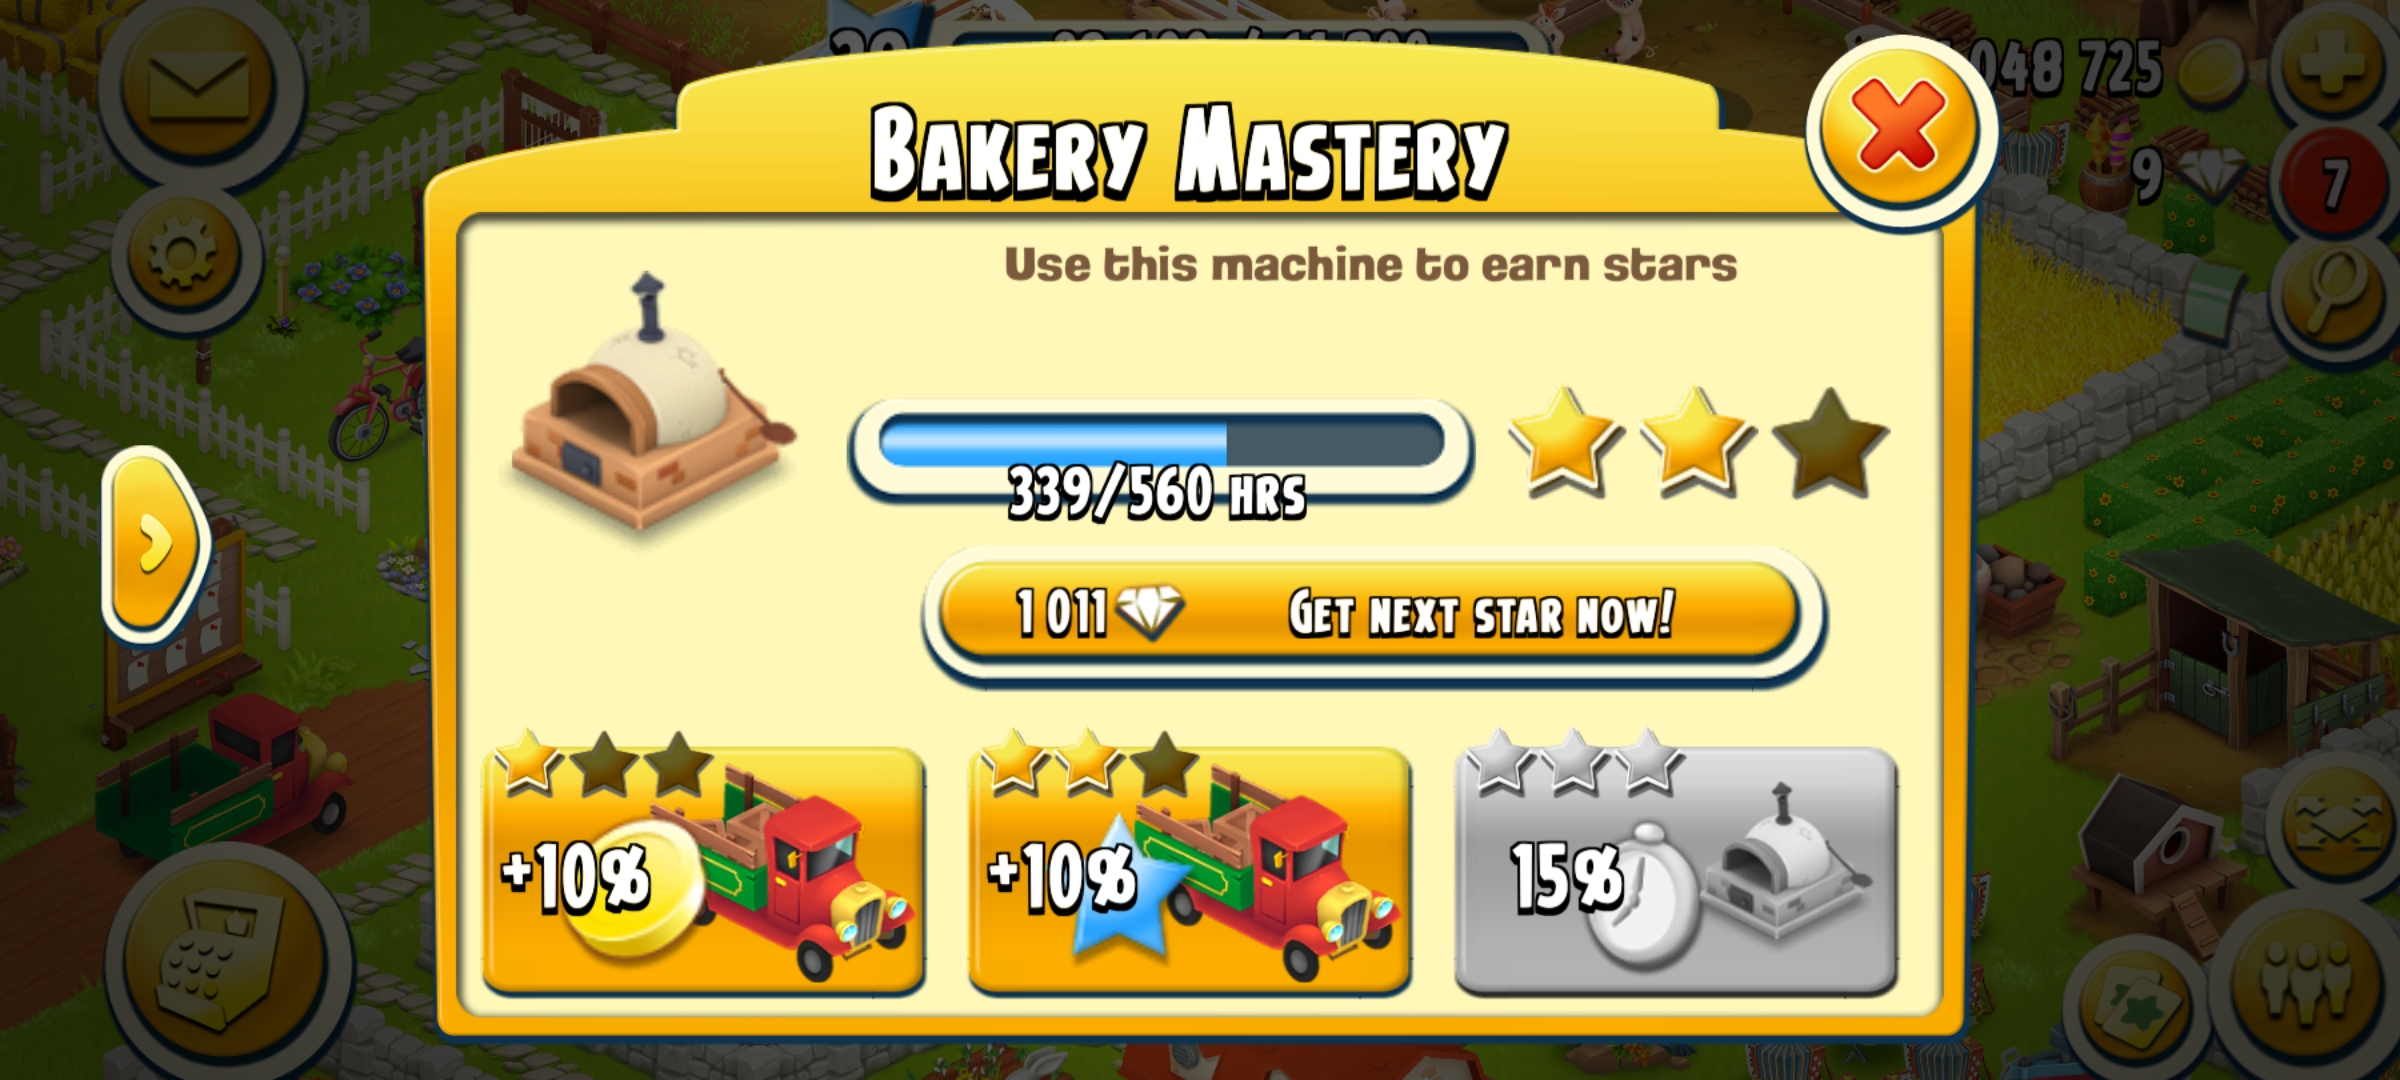 048 725
Bakery Mastery
9
7
Use this machine to earn stars
339/560 hrs
1 011 Get next star now!
+10%
+10%
15%